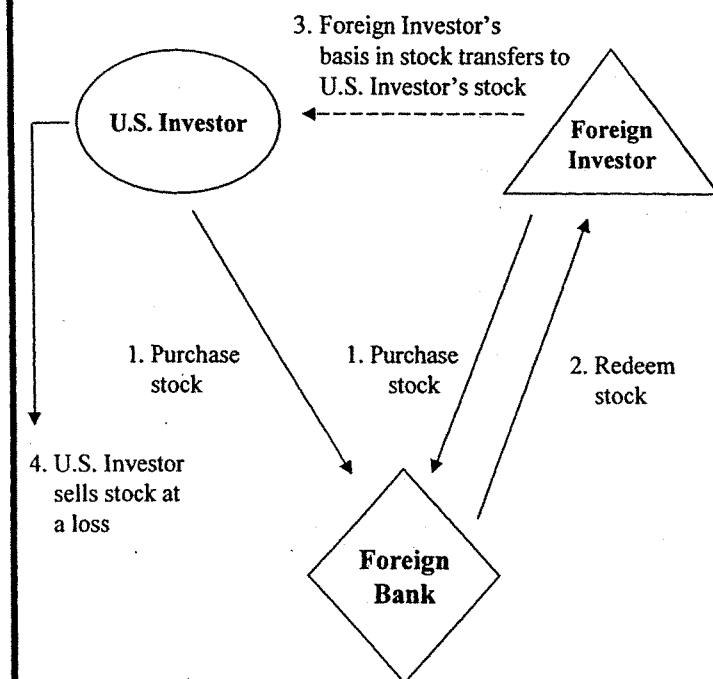 3. Foreign Investor's
basis in stock transfers to
U.S. Investor's stock
U.S. Investor
Foreign
Investor
1. Purchase
stock
1. Purchase
stock
2. Redeem
stock
4. U.S. Investor
sells stock at
a loss
Foreign
Bank